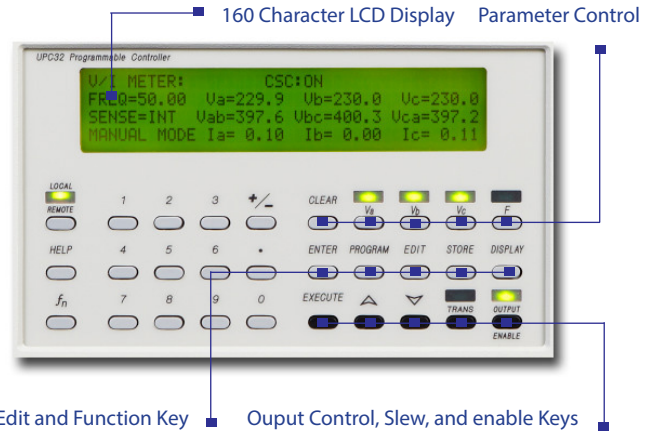 160 Character LCD Display Parameter Control
UPC32 Programmable Controller
V/I METER: CSC:ON
FREQ=50.00 Va=229.9 Vb=230.0 Vc=230.0
SENSE=INT Vab=397.6 Vbc=400.3 Vca=397.2
MANUAL MODE Ia= 0.10 Ib= 0.00 Ic= 0.11
LOCAL
REMOTE 1 2 3 +/_ CLEAR Va Vb Vc F
HELP 4 5 6 • ENTER PROGRAM EDIT STORE DISPLAY
fn 7 8 9 0 EXECUTE TRANS OUTPUT
ENABLE
Edit and Function Key Ouput Control, Slew, and enable Keys